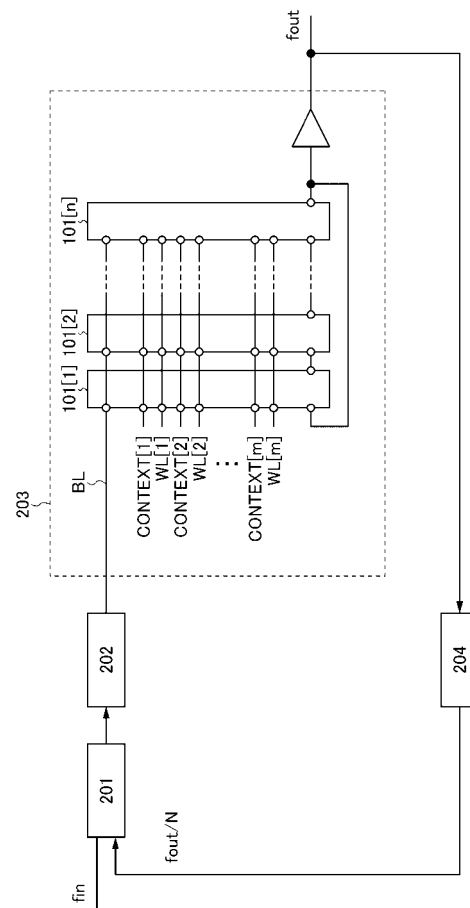 203
BL
101[1]
101[2]
101[n]
CONTEXT[1]
WL[1]
CONTEXT[2]
WL[2]
...
CONTEXT[m]
WL[m]
fout
fin
201
202
fout/N
204